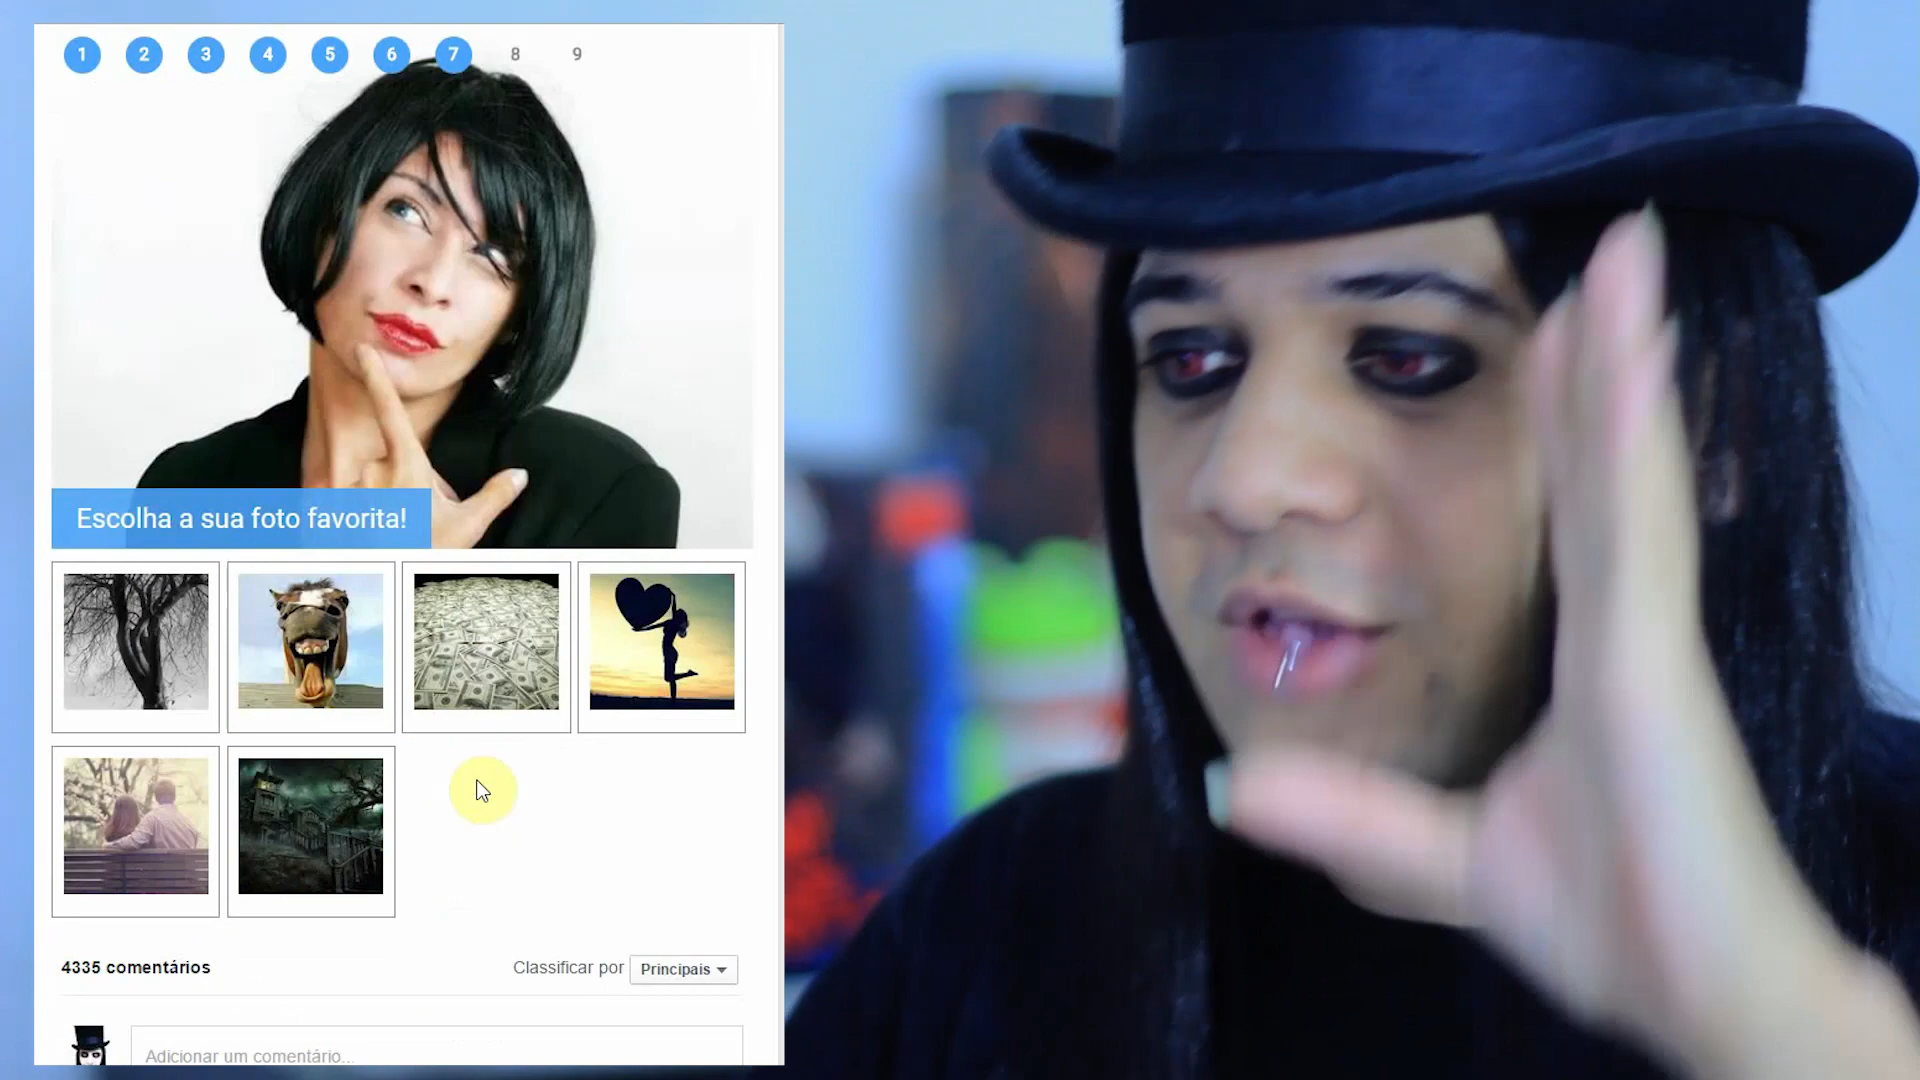 1 2 3 4 5 6 7 8 9
Escolha a sua foto favorita!
4335 comentários
Classificar por Principais
Adicionar um comentário...